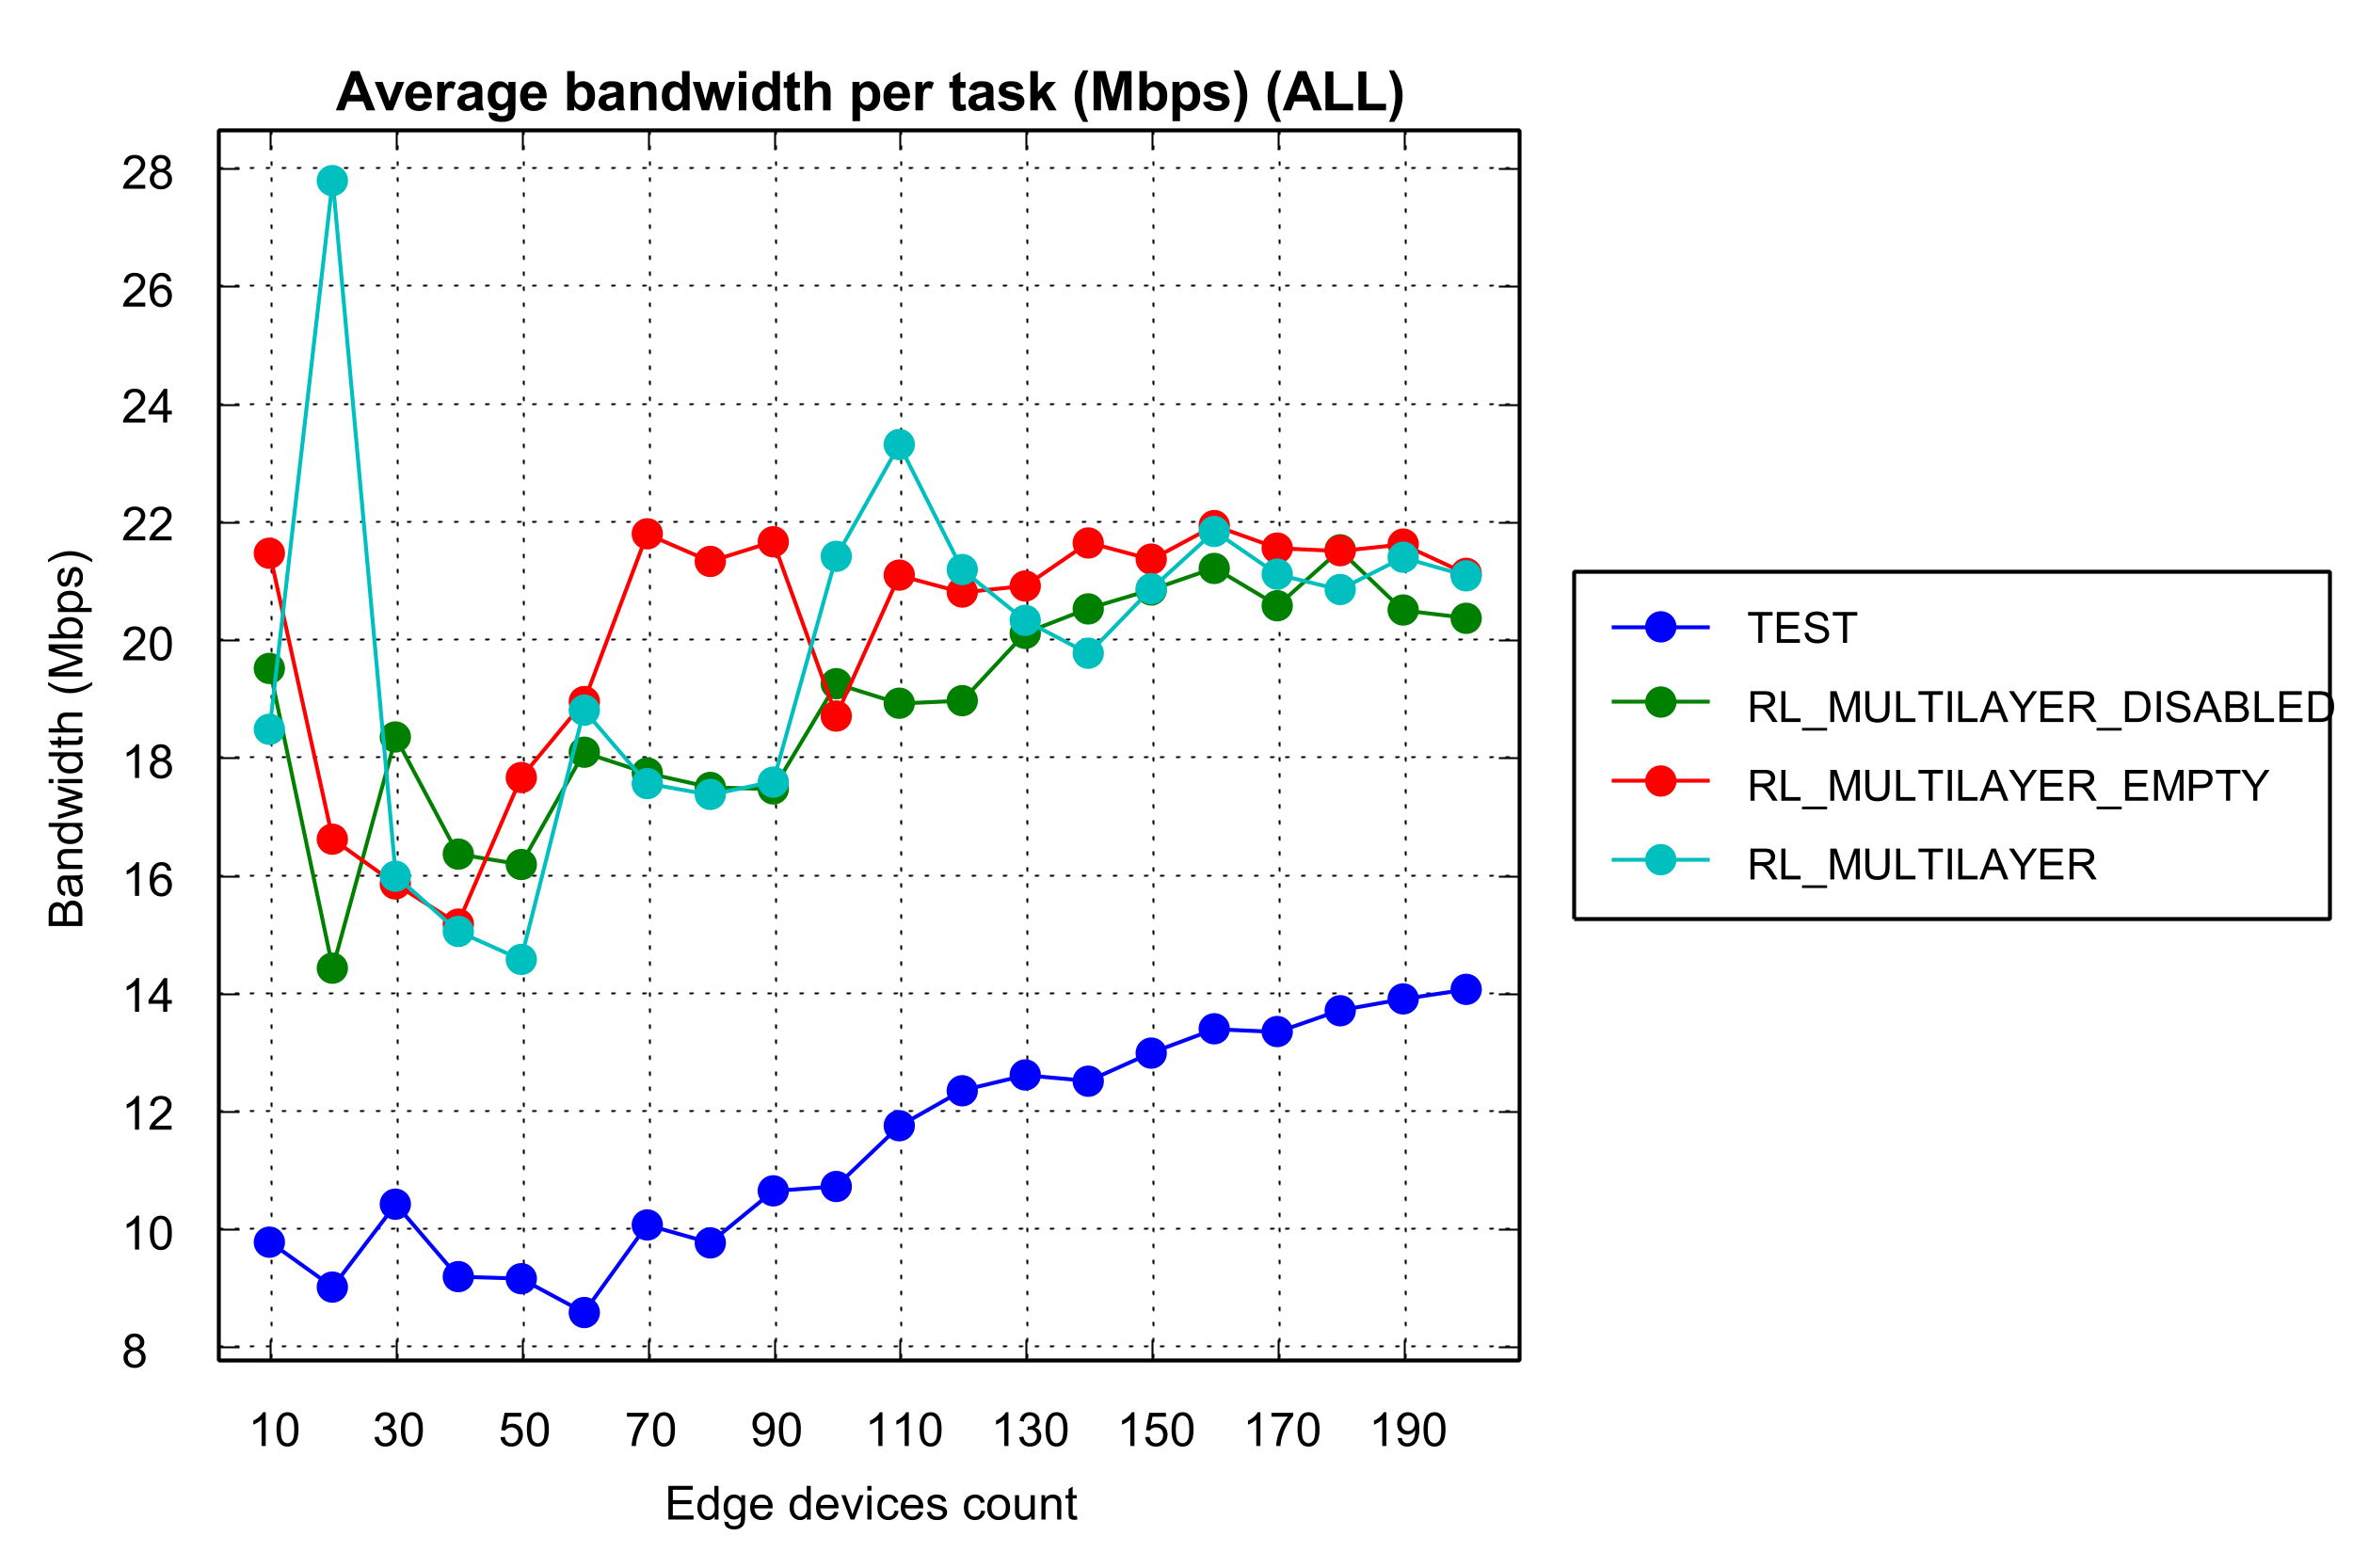 Average bandwidth per task (Mbps) (ALL)
28
26
24
22
20
18
16
14
12
10
8
Bandwidth (Mbps)
10 30 50 70 90 110 130 150 170 190
Edge devices count
TEST
RL_MULTILAYER_DISABLED
RL_MULTILAYER_EMPTY
RL_MULTILAYER